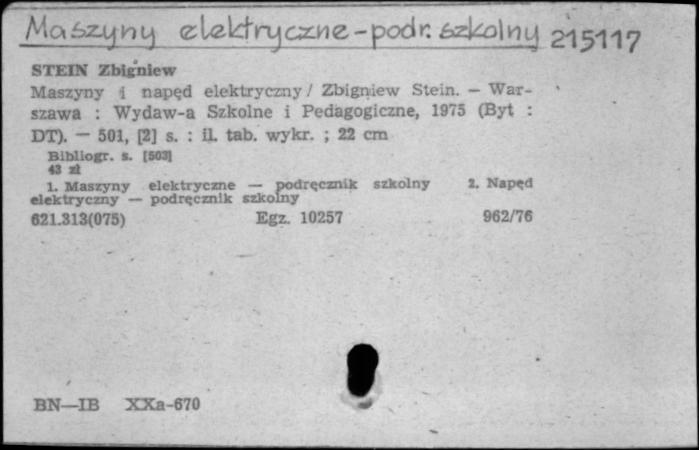 Maszyny elektryczne-podr. szkolny 215117
STEIN Zbigniew
Maszyny i napęd elektryczny / Zbigniew Stein. — War-
szawa : Wydaw-a Szkolne i Pedagogiczne, 1975 (Byt :
DT). — 501, [2] s. : il. tab. wykr. ; 22 cm
Bibliogr. s. [503]
43 zł
1. Maszyny elektryczne — podręcznik szkolny 2. Napęd
elektryczny — podręcznik szkolny
621.313(075) Egz. 10257 962/76
BN—IB XXa-670